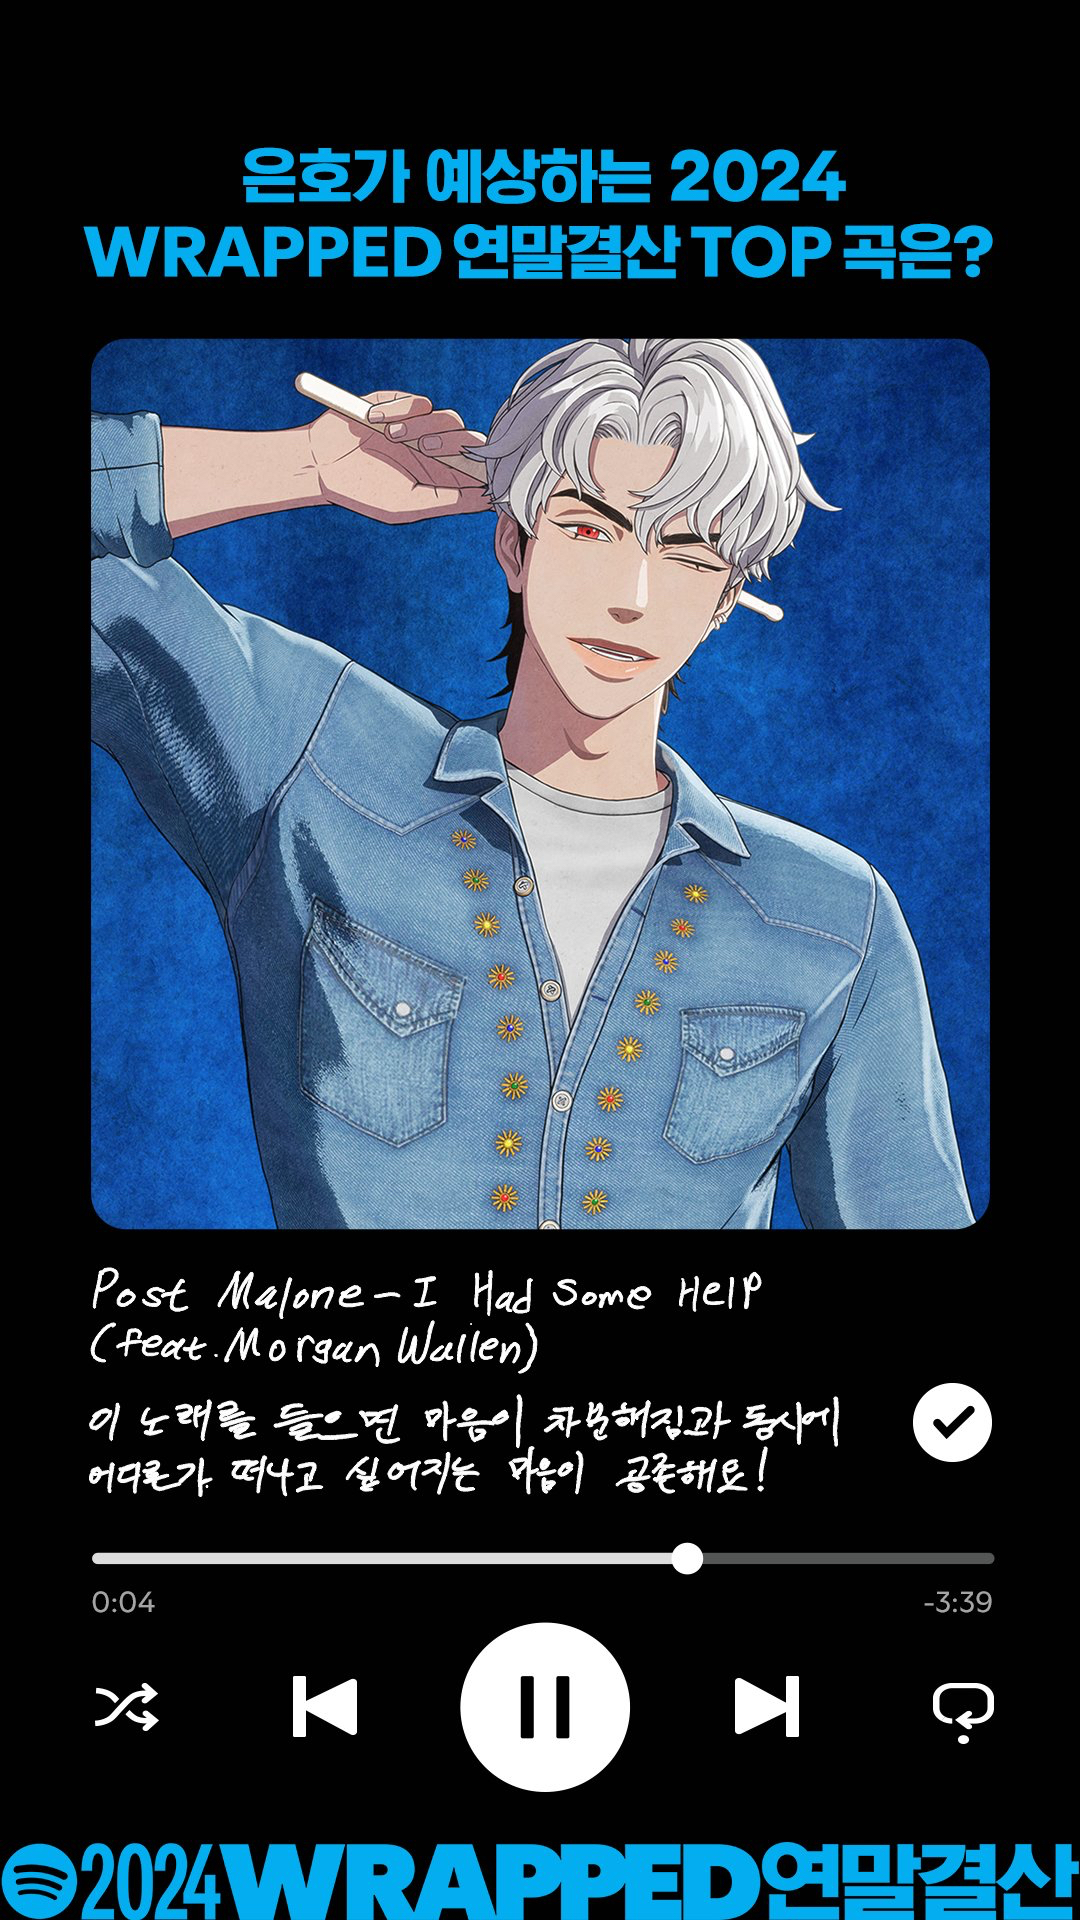 은호가 예상하는 2024
WRAPPED 연말결산 TOP 곡은?
Post Malone - I Had Some Help
(feat. Morgan Wallen)
이 노래를 들으면 마음이 차분해짐과 동시에
어디론가 떠나고 싶어지는 마음이 공존해요!
0:04
-3:39
2024 WRAPPED 연말결산